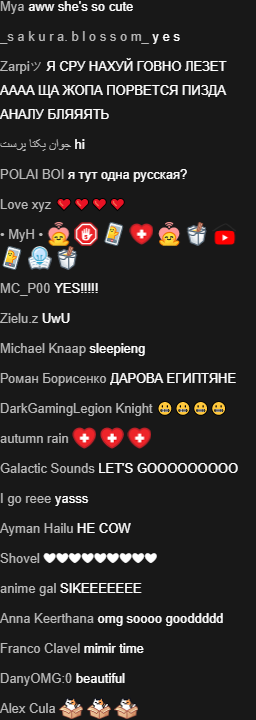 Mya aww she's so cute
_s a k u r a. b l o s s o m_ y e s
Zarpiツ Я СРУ НАХУЙ ГОВНО ЛЕЗЕТ
АААА ЩА ЖОПА ПОРВЕТСЯ ПИЗДА
АНАЛУ БЛЯЯЯТЬ
جوان یکتا پرست hi
POLAI BOI я тут одна русская?
Love xyz ❤❤❤❤
• MyH •
MC_P00 YES!!!!!
Zielu.z UwU
Michael Knaap sleepieng
Роман Борисенко ДАРОВА ЕГИПТЯНЕ
DarkGamingLegion Knight 😬😬😬😬
autumn rain
Galactic Sounds LET'S GOOOOOOOOO
I go reee yasss
Ayman Hailu HE COW
Shovel 🤍🤍🤍🤍🤍🤍🤍🤍🤍
anime gal SIKEEEEEEE
Anna Keerthana omg soooo gooddddd
Franco Clavel mimir time
DanyOMG:0 beautiful
Alex Cula